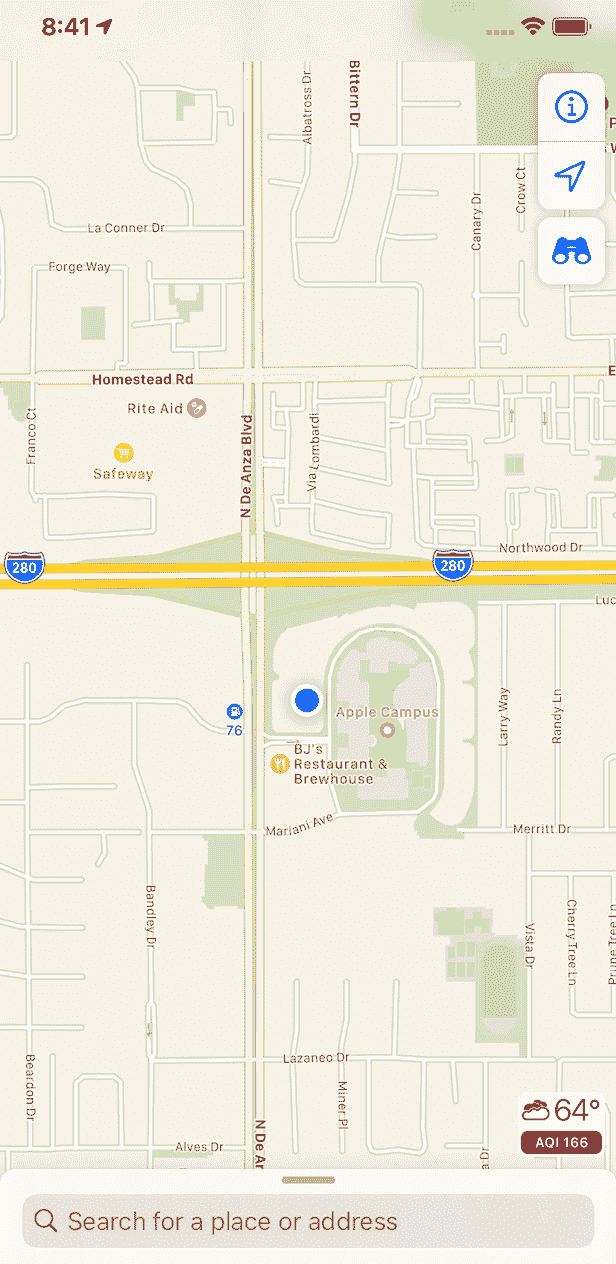 8:41
Albatross Dr
Bittern Dr
Canary Dr
Crow Ct
La Conner Dr
Forge Way
Homestead Rd
Rite Aid
Franco Ct
Safeway
N De Anza Blvd
Via Lombardi
Northwood Dr
280
280
Luc
Apple Campus
76
BJ's
Restaurant &
Brewhouse
Larry Way
Randy Ln
Mariani Ave
Merritt Dr
Bandley Dr
Vista Dr
Cherry Tree Ln
Lazaneo Dr
Beardon Dr
Miner Pl
N De An
Alves Dr
64°
AQI 166
Search for a place or address